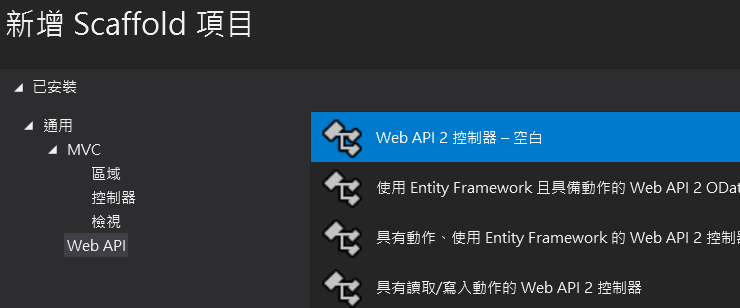 新增 Scaffold 項目
已安裝
通用
MVC
區域
控制器
檢視
Web API
Web API 2 控制器 – 空白
使用 Entity Framework 且具備動作的 Web API 2 ODat
具有動作、使用 Entity Framework 的 Web API 2 控制
具有讀取/寫入動作的 Web API 2 控制器